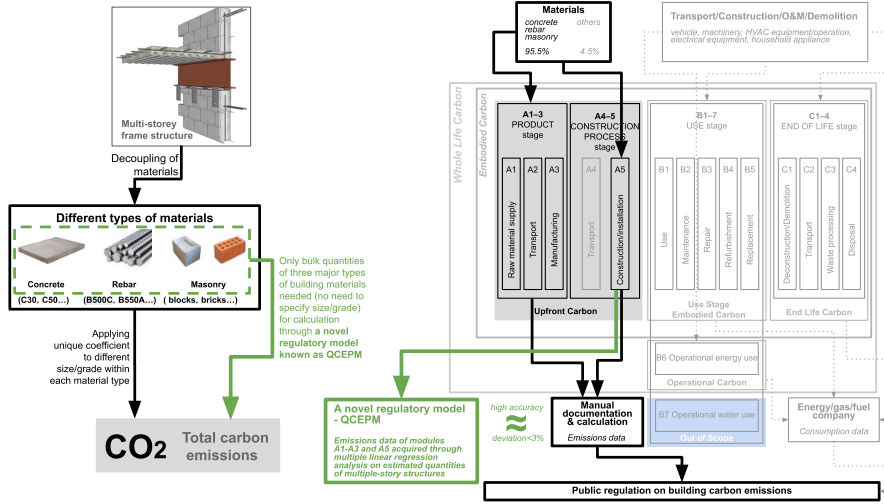 Multi-storey
frame structure
Decoupling of
materials
Different types of materials
Concrete
Rebar
Masonry
(C30, C50...)
(B500C, B550A...)
( blocks, bricks...)
Applying
unique coefficient
to different
size/grade within
each material type
Only bulk quantities
of three major types
of building materials
needed (no need to
specify size/grade)
for calculation
through a novel
regulatory model
known as QCEPM
CO2
Total carbon
emissions
Materials
concrete
rebar
masonry
others
95.5%
4.5%
Transport/Construction/O&M/Demolition
vehicle, machinery, HVAC equipment/operation,
electrical equipment, household appliance
Whole Life Carbon
Embodied Carbon
A1–3
PRODUCT
stage
A1
A2
A3
Raw material supply
Transport
Manufacturing
A4–5
CONSTRUCTION
PROCESS
stage
A4
A5
Transport
Construction/installation
Upfront Carbon
B1–7
USE stage
B1
B2
B3
B4
B5
Use
Maintenance
Repair
Refurbishment
Replacement
Use Stage
Embodied Carbon
C1–4
END OF LIFE stage
C1
C2
C3
C4
Deconstruction/Demolition
Transport
Waste processing
Disposal
End Life Carbon
B6 Operational energy use
Operational Carbon
B7 Operational water use
Out of Scope
A novel regulatory model
- QCEPM
Emissions data of modules
A1-A3 and A5 acquired through
multiple linear regression
analysis on estimated quantities
of multiple-story structures
high accuracy
≈
deviation<3%
Manual
documentation
& calculation
Emissions data
Energy/gas/fuel
company
Consumption data
Public regulation on building carbon emissions